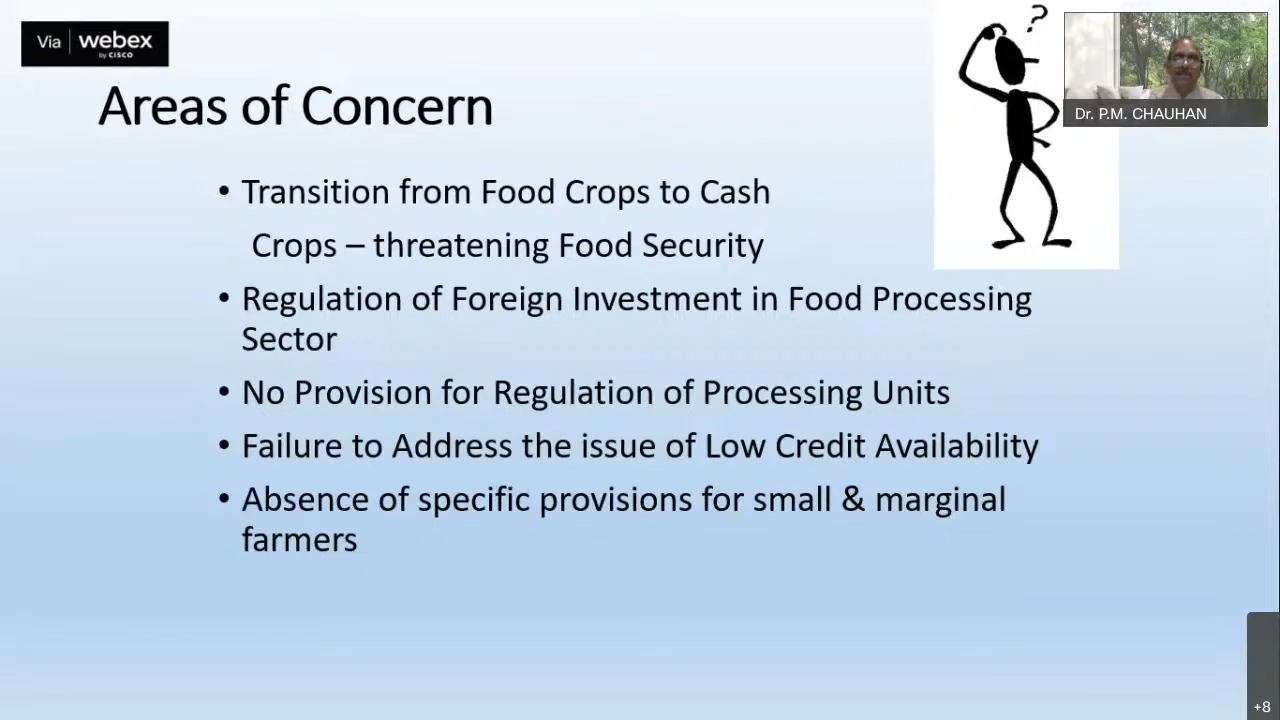 Via webex
by CISCO
?
Dr. P.M. CHAUHAN
Areas of Concern
• Transition from Food Crops to Cash
Crops – threatening Food Security
• Regulation of Foreign Investment in Food Processing
Sector
• No Provision for Regulation of Processing Units
• Failure to Address the issue of Low Credit Availability
• Absence of specific provisions for small & marginal
farmers
+8